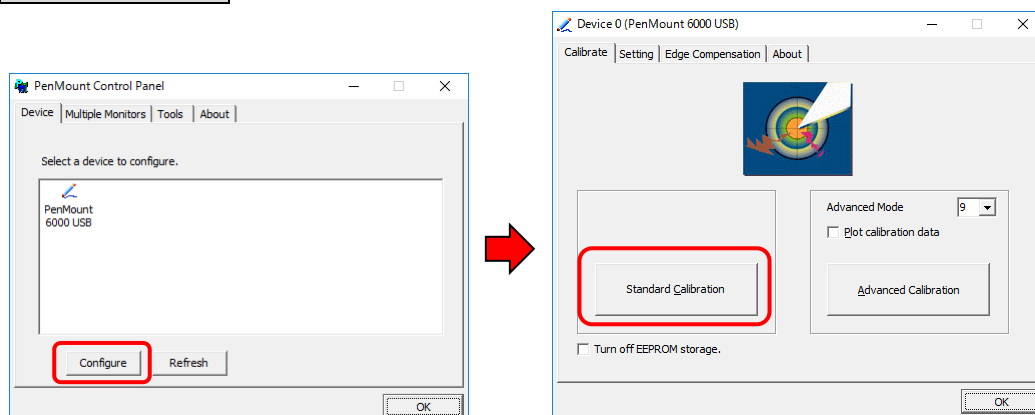 PenMount Control Panel
Device Multiple Monitors Tools About
Select a device to configure.
PenMount
6000 USB
Configure Refresh
OK
Device 0 (PenMount 6000 USB)
Calibrate Setting Edge Compensation About
Advanced Mode 9
Plot calibration data
Standard Calibration
Advanced Calibration
Turn off EEPROM storage.
OK